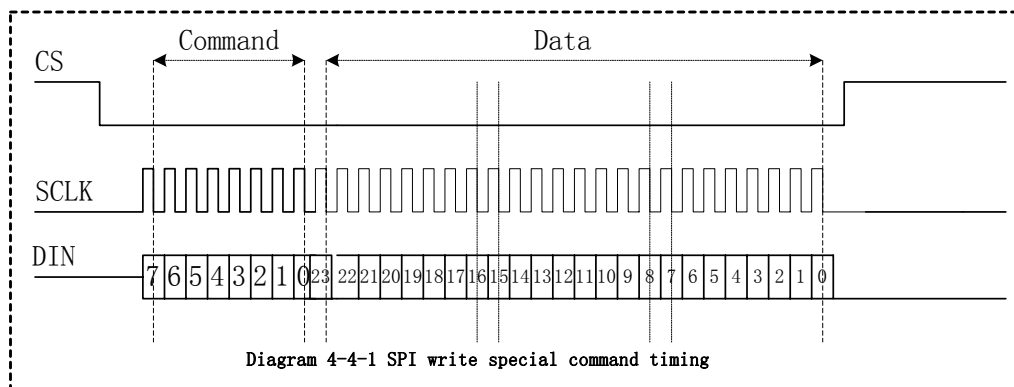 Command Data
CS
SCLK
DIN
7 6 5 4 3 2 1 0 23 22 21 20 19 18 17 16 15 14 13 12 11 10 9 8 7 6 5 4 3 2 1 0
Diagram 4-4-1 SPI write special command timing